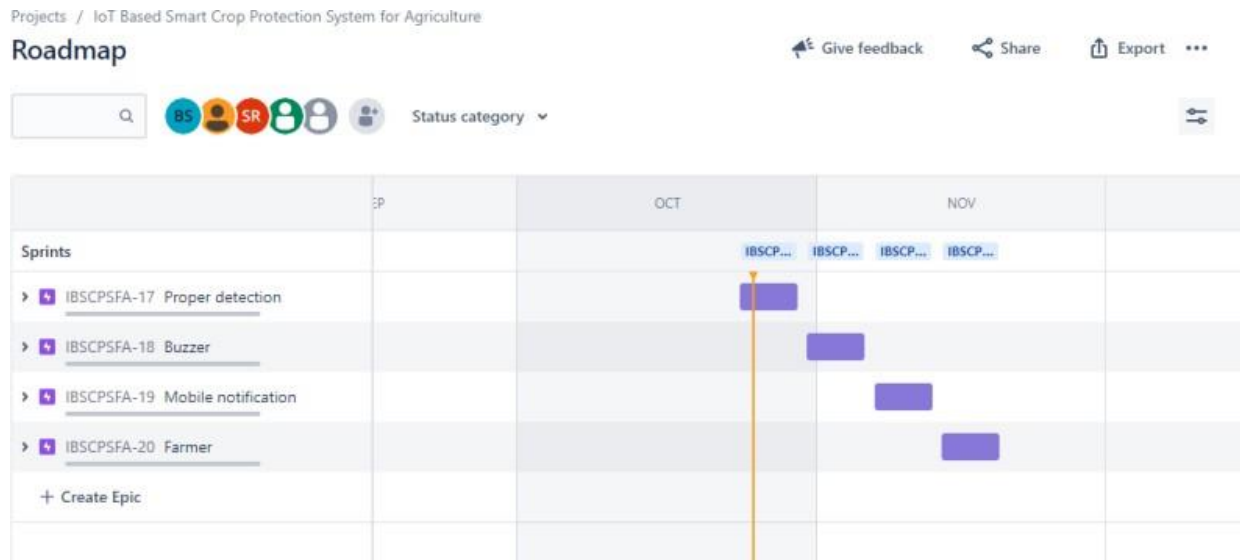 Projects / IoT Based Smart Crop Protection System for Agriculture
Roadmap
Give feedback
Share
Export
BS
SR
Status category
EP
OCT
NOV
Sprints
IBSCP...
IBSCP...
IBSCP...
IBSCP...
IBSCPSFA-17 Proper detection
IBSCPSFA-18 Buzzer
IBSCPSFA-19 Mobile notification
IBSCPSFA-20 Farmer
+ Create Epic